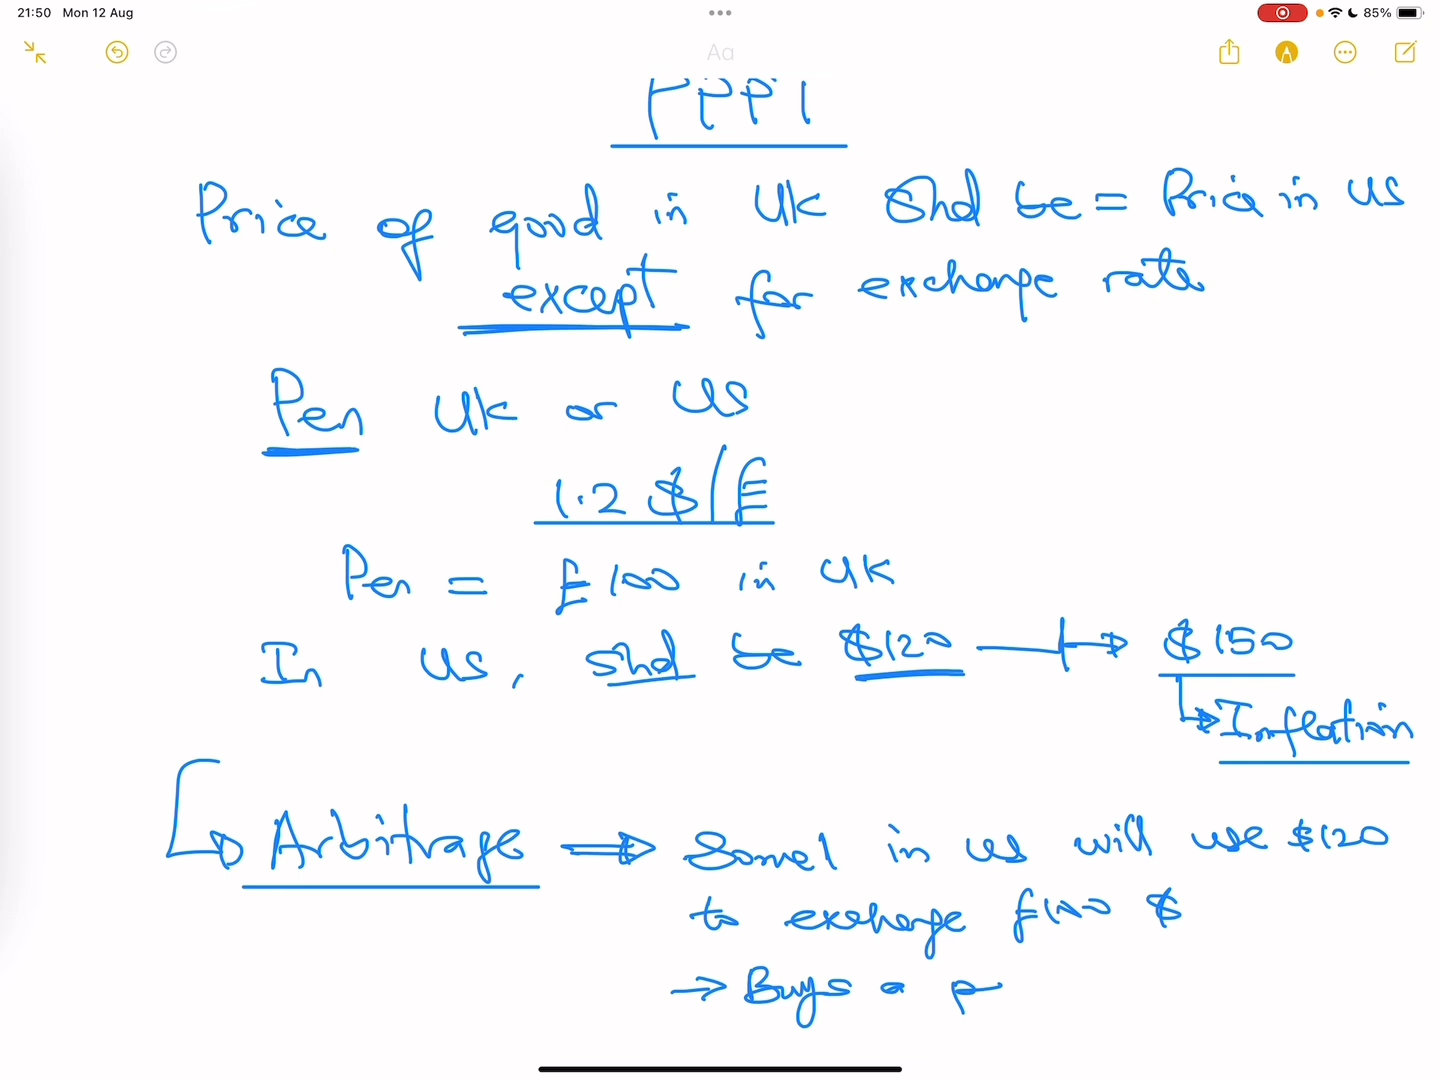 21:50 Mon 12 Aug
85%
Aa
PPPT
Price of good in UK Shd be = Price in US
except for exchange rate
Pen UK or US
1.2 $/£
Pen = £100 in UK
In US, shd be $120 → $150
→ Inflation
→ Arbitrage ⇒ Some1 in US will use $120
to exchange £100 $
→ Buys a p